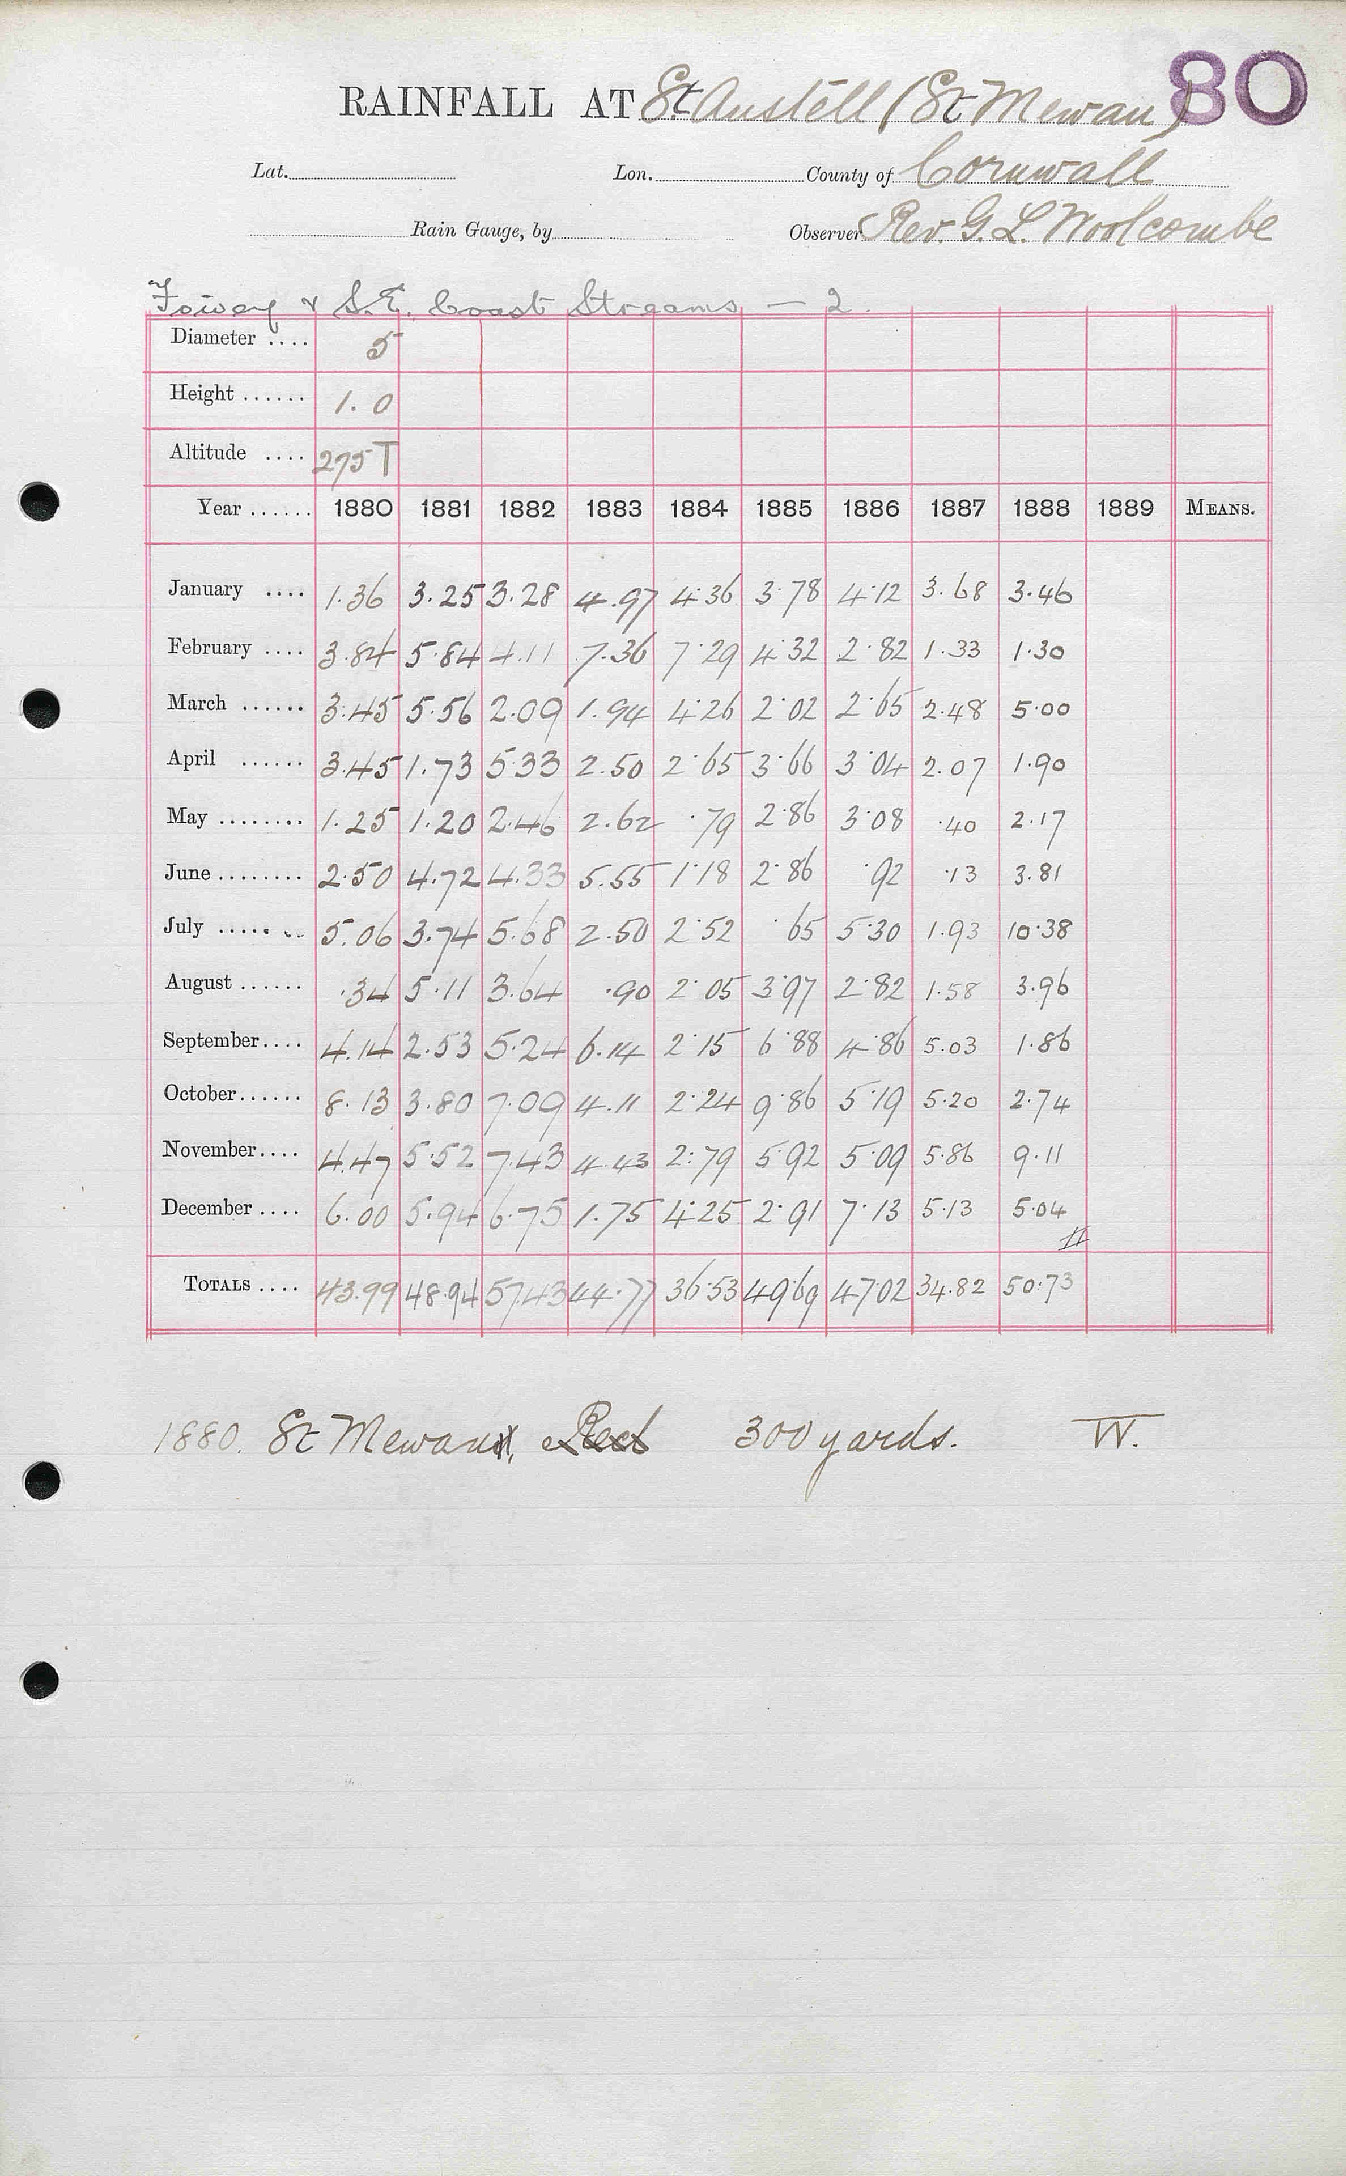 80
RAINFALL AT St Austell (St Mewan)
Lat. Lon. County of Cornwall
Rain Gauge, by Observer Rev. G. L. Woolcombe
Fowey & S.E. Coast Streams — 2.
Diameter .... 5
Height ...... 1.0
Altitude .... 275 T
Year ...... 1880 1881 1882 1883 1884 1885 1886 1887 1888 1889 MEANS.
January .... 1.36 3.25 3.28 4.97 4.36 3.78 4.12 3.68 3.46
February .... 3.84 5.84 4.11 7.36 7.29 4.32 2.82 1.33 1.30
March ...... 3.45 5.56 2.09 1.94 4.26 2.02 2.65 2.48 5.00
April ...... 3.45 1.73 5.33 2.50 2.65 3.66 3.04 2.07 1.90
May ........ 1.25 1.20 2.46 2.62 .79 2.86 3.08 .40 2.17
June ........ 2.50 4.72 4.33 5.55 1.18 2.86 .92 .13 3.81
July ........ 5.06 3.74 5.68 2.50 2.52 .65 5.30 1.93 10.38
August ...... .34 5.11 3.64 .90 2.05 3.97 2.82 1.58 3.96
September .... 4.14 2.53 5.24 6.14 2.15 6.88 4.86 5.03 1.86
October ...... 8.13 3.80 7.09 4.11 2.24 9.86 5.19 5.20 2.74
November .... 4.47 5.52 7.43 4.43 2.79 5.92 5.09 5.86 9.11
December .... 6.00 5.94 6.75 1.75 4.25 2.91 7.13 5.13 5.04
TOTALS .... 43.99 48.94 57.43 44.77 36.53 49.69 47.02 34.82 50.73
1880. St Mewan, Rect 300 yards. W.